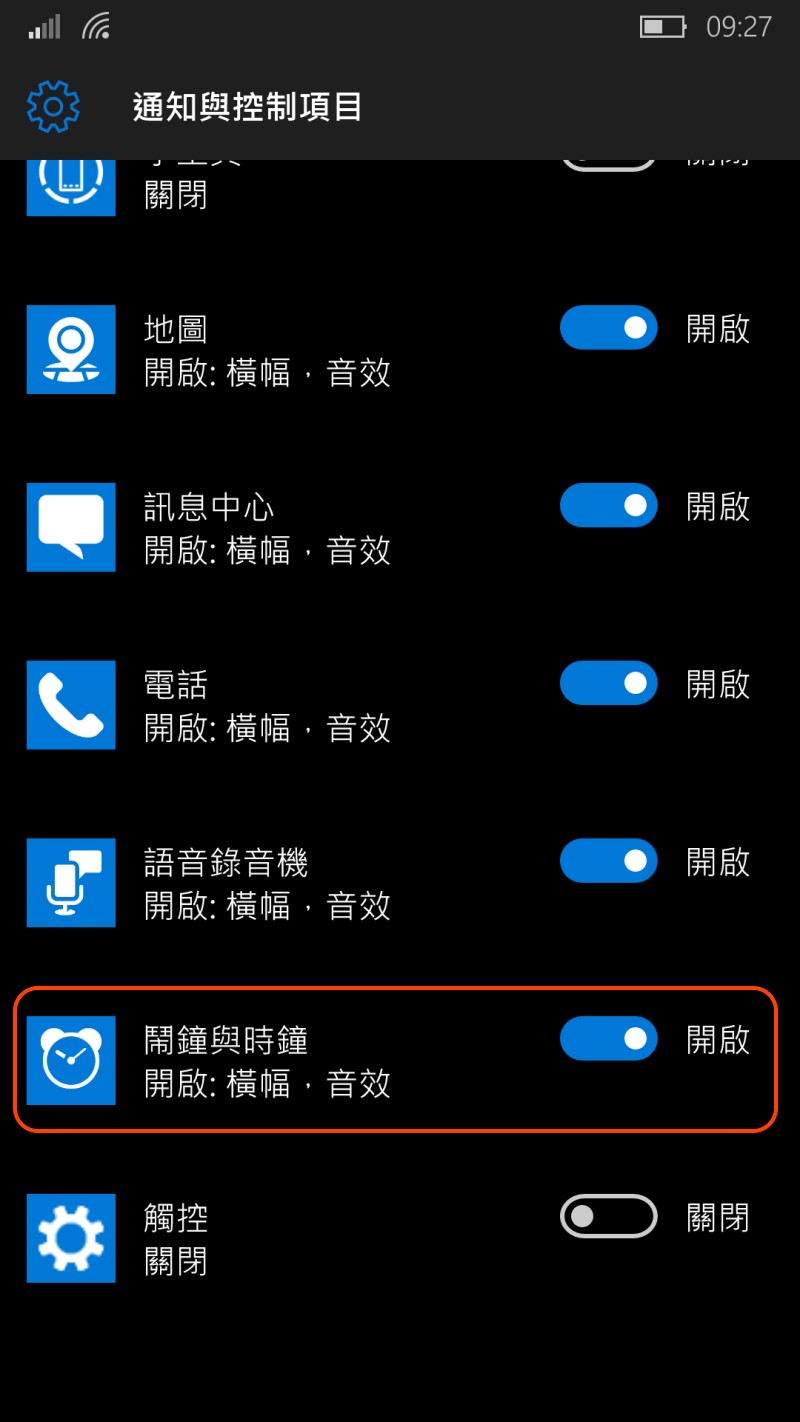 09:27
通知與控制項目
關閉
地圖
開啟
開啟: 橫幅，音效
訊息中心
開啟
開啟: 橫幅，音效
電話
開啟
開啟: 橫幅，音效
語音錄音機
開啟
開啟: 橫幅，音效
鬧鐘與時鐘
開啟
開啟: 橫幅，音效
觸控
關閉
關閉